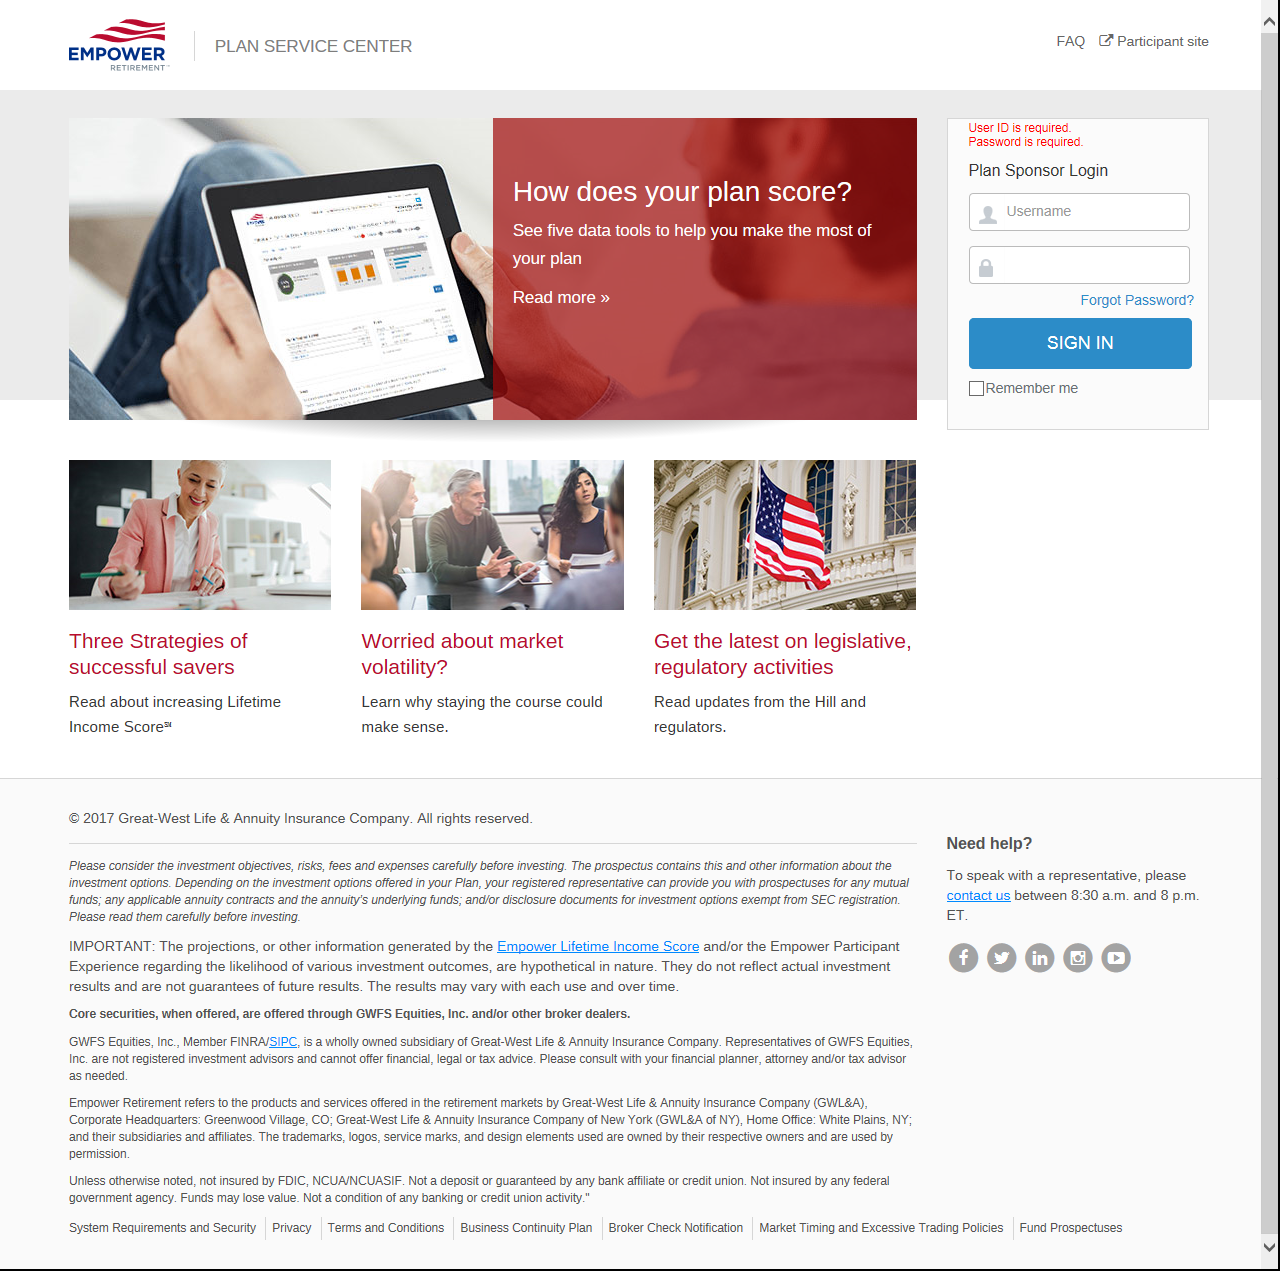 EMPOWER
RETIREMENT
PLAN SERVICE CENTER
FAQ
Participant site
How does your plan score?
See five data tools to help you make the most of
your plan
Read more »
User ID is required.
Password is required.
Plan Sponsor Login
Username
Forgot Password?
SIGN IN
Remember me
Three Strategies of
successful savers
Read about increasing Lifetime
Income Score℠
Worried about market
volatility?
Learn why staying the course could
make sense.
Get the latest on legislative,
regulatory activities
Read updates from the Hill and
regulators.
© 2017 Great-West Life & Annuity Insurance Company. All rights reserved.
Please consider the investment objectives, risks, fees and expenses carefully before investing. The prospectus contains this and other information about the
investment options. Depending on the investment options offered in your Plan, your registered representative can provide you with prospectuses for any mutual
funds; any applicable annuity contracts and the annuity's underlying funds; and/or disclosure documents for investment options exempt from SEC registration.
Please read them carefully before investing.
IMPORTANT: The projections, or other information generated by the Empower Lifetime Income Score and/or the Empower Participant
Experience regarding the likelihood of various investment outcomes, are hypothetical in nature. They do not reflect actual investment
results and are not guarantees of future results. The results may vary with each use and over time.
Core securities, when offered, are offered through GWFS Equities, Inc. and/or other broker dealers.
GWFS Equities, Inc., Member FINRA/SIPC, is a wholly owned subsidiary of Great-West Life & Annuity Insurance Company. Representatives of GWFS Equities,
Inc. are not registered investment advisors and cannot offer financial, legal or tax advice. Please consult with your financial planner, attorney and/or tax advisor
as needed.
Empower Retirement refers to the products and services offered in the retirement markets by Great-West Life & Annuity Insurance Company (GWL&A),
Corporate Headquarters: Greenwood Village, CO; Great-West Life & Annuity Insurance Company of New York (GWL&A of NY), Home Office: White Plains, NY;
and their subsidiaries and affiliates. The trademarks, logos, service marks, and design elements used are owned by their respective owners and are used by
permission.
Unless otherwise noted, not insured by FDIC, NCUA/NCUASIF. Not a deposit or guaranteed by any bank affiliate or credit union. Not insured by any federal
government agency. Funds may lose value. Not a condition of any banking or credit union activity."
Need help?
To speak with a representative, please
contact us between 8:30 a.m. and 8 p.m.
ET.
System Requirements and Security
Privacy
Terms and Conditions
Business Continuity Plan
Broker Check Notification
Market Timing and Excessive Trading Policies
Fund Prospectuses